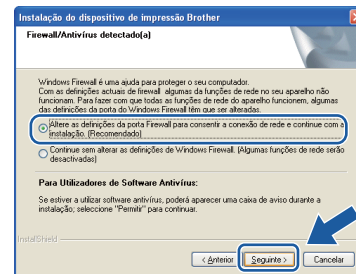 Instalação do dispositivo de impressão Brother
Firewall/Antivírus detectado(a)
Windows Firewall é uma ajuda para proteger o seu computador.
Com as definições actuais de firewall algumas da funções de rede no seu aparelho não
funcionam. Para fazer com que todas as funções de rede do aparelho funcionem, algumas
das definições da porta do Windows Firewall têm que ser alteradas.
Altere as definições da porta Firewall para consentir a conexão de rede e continue com a
instalação. (Recomendado)
Continue sem alterar as definições de Windows Firewall. (Algumas funções de rede serão
desactivadas)
Para Utilizadores de Software Antivírus:
Se estiver a utilizar software antivírus, poderá aparecer uma caixa de aviso durante a
instalação; seleccione "Permitir" para continuar.
InstallShield
< Anterior
Seguinte >
Cancelar